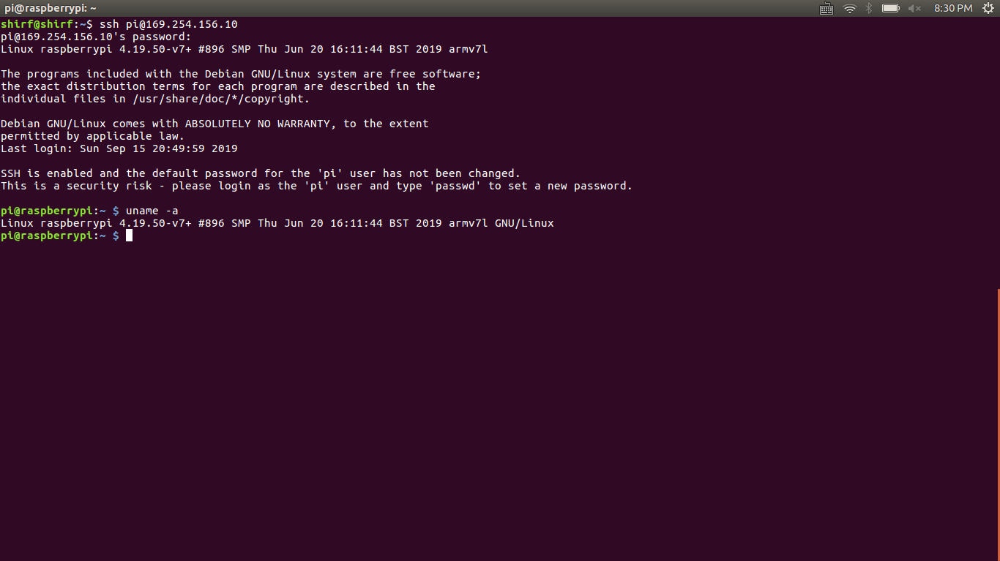 pi@raspberrypi: ~
8:30 PM
shirf@shirf:~$ ssh pi@169.254.156.10
pi@169.254.156.10's password:
Linux raspberrypi 4.19.50-v7+ #896 SMP Thu Jun 20 16:11:44 BST 2019 armv7l
The programs included with the Debian GNU/Linux system are free software;
the exact distribution terms for each program are described in the
individual files in /usr/share/doc/*/copyright.
Debian GNU/Linux comes with ABSOLUTELY NO WARRANTY, to the extent
permitted by applicable law.
Last login: Sun Sep 15 20:49:59 2019
SSH is enabled and the default password for the 'pi' user has not been changed.
This is a security risk - please login as the 'pi' user and type 'passwd' to set a new password.
pi@raspberrypi:~ $ uname -a
Linux raspberrypi 4.19.50-v7+ #896 SMP Thu Jun 20 16:11:44 BST 2019 armv7l GNU/Linux
pi@raspberrypi:~ $